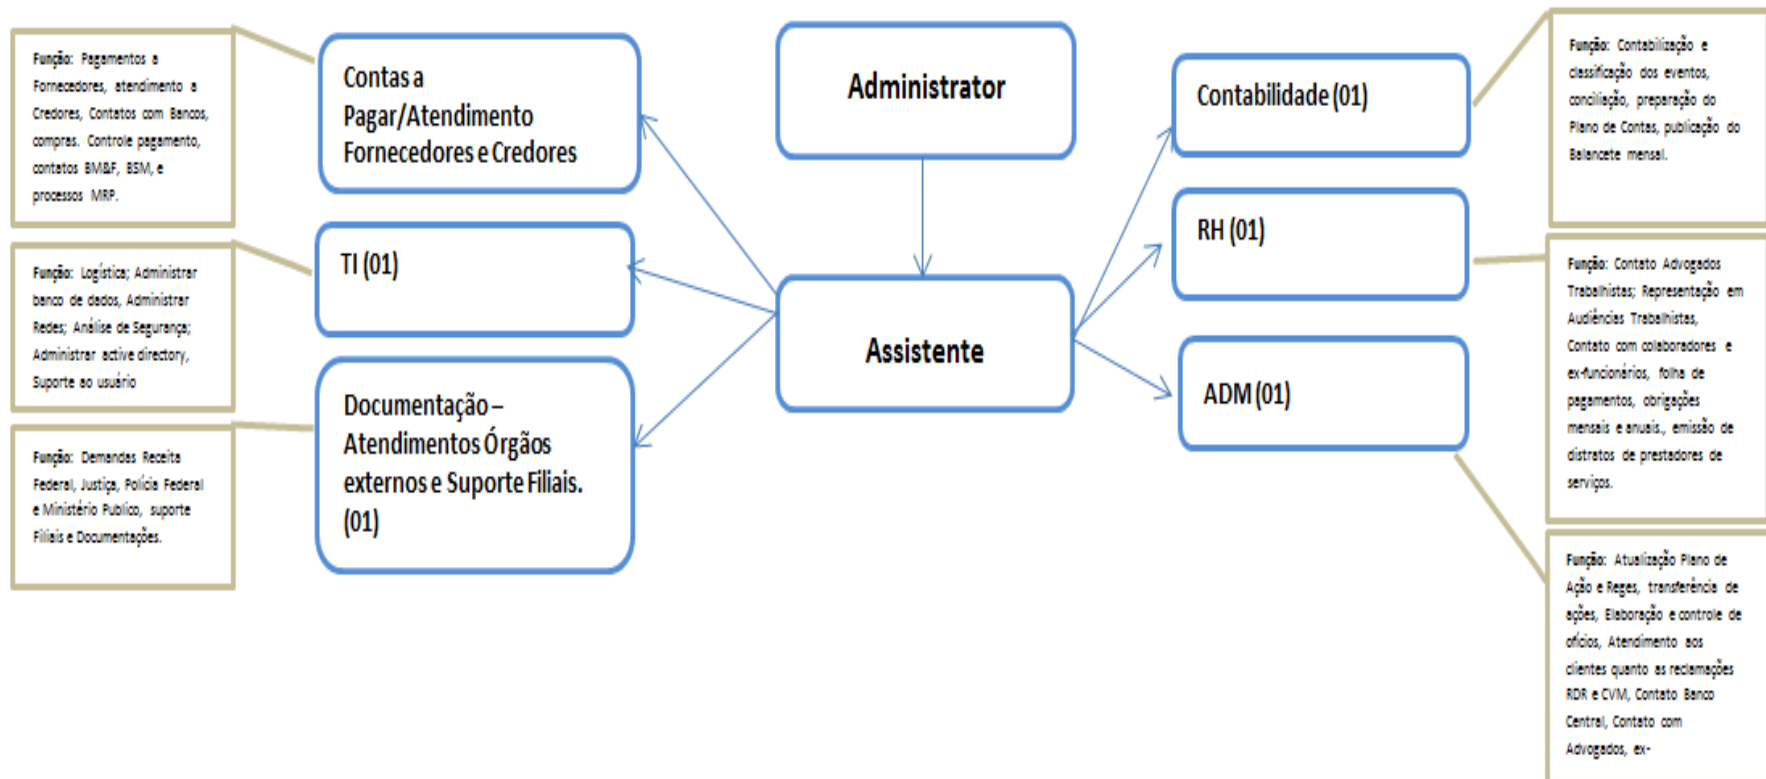 Função: Pagamentos a
Fornecedores, atendimento a
Credores, Contatos com Bancos,
compras. Controle pagamento,
contatos BM&F, BSM, e
processos MRP.
Contas a
Pagar/Atendimento
Fornecedores e Credores
Administrator
Contabilidade (01)
Função: Contabilização e
classificação dos eventos,
conciliação, preparação do
Plano de Contas, publicação do
Balancete mensal.
Função: Logística; Administrar
banco de dados, Administrar
Redes; Análise de Segurança;
Administrar active directory,
Suporte ao usuário
TI (01)
Assistente
RH (01)
Função: Contato Advogados
Trabalhistas; Representação em
Audiências Trabalhistas,
Contato com colaboradores e
ex-funcionários, folha de
pagamentos, obrigações
mensais e anuais., emissão de
distratos de prestadores de
serviços.
Função: Demandas Receita
Federal, Justiça, Polícia Federal
e Ministério Publico, suporte
Filiais e Documentações.
Documentação –
Atendimentos Órgãos
externos e Suporte Filiais.
(01)
ADM (01)
Função: Atualização Plano de
Ação e Reges, transferência de
ações, Elaboração e controle de
ofícios, Atendimento aos
clientes quanto as reclamações
RDR e CVM, Contato Banco
Central, Contato com
Advogados, ex-